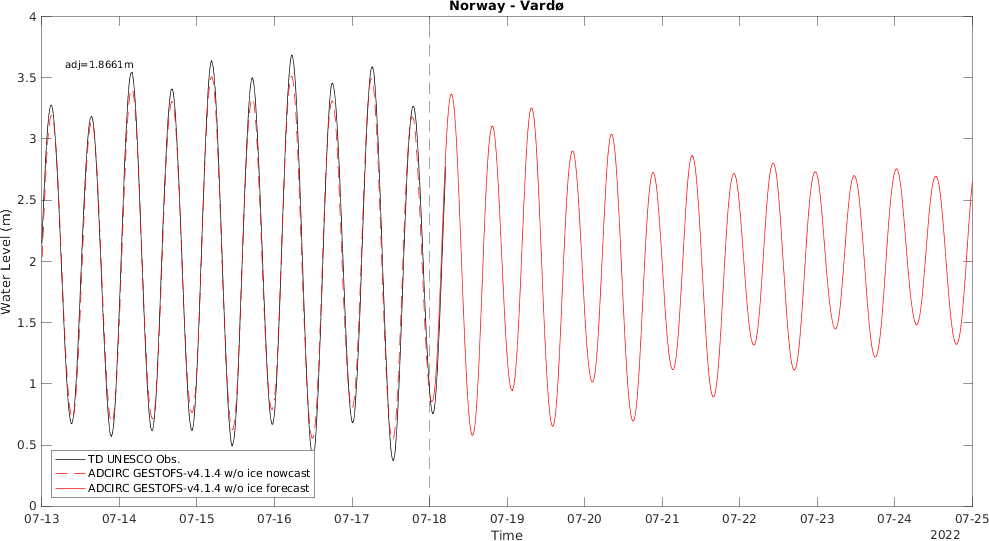 Norway - Vardø
adj=1.8661m
Water Level (m)
4
3.5
3
2.5
2
1.5
1
0.5
0
TD UNESCO Obs.
ADCIRC GESTOFS-v4.1.4 w/o ice nowcast
ADCIRC GESTOFS-v4.1.4 w/o ice forecast
07-13 07-14 07-15 07-16 07-17 07-18 07-19 07-20 07-21 07-22 07-23 07-24 07-25
Time
2022